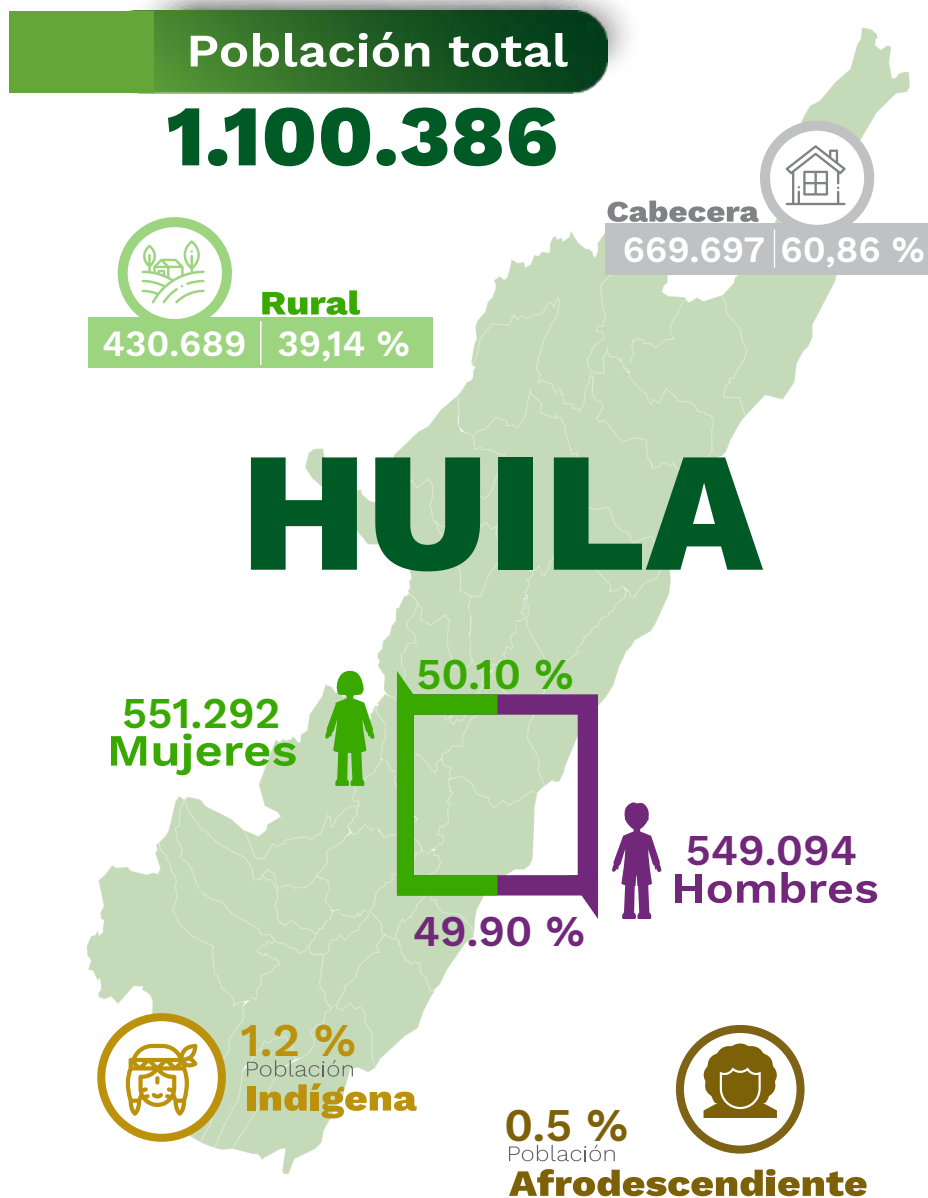 Población total
1.100.386
Cabecera
669.697 60,86 %
Rural
430.689 39,14 %
HUILA
50.10 %
551.292
Mujeres
549.094
Hombres
49.90 %
1.2 %
Población
Indígena
0.5 %
Población
Afrodescendiente